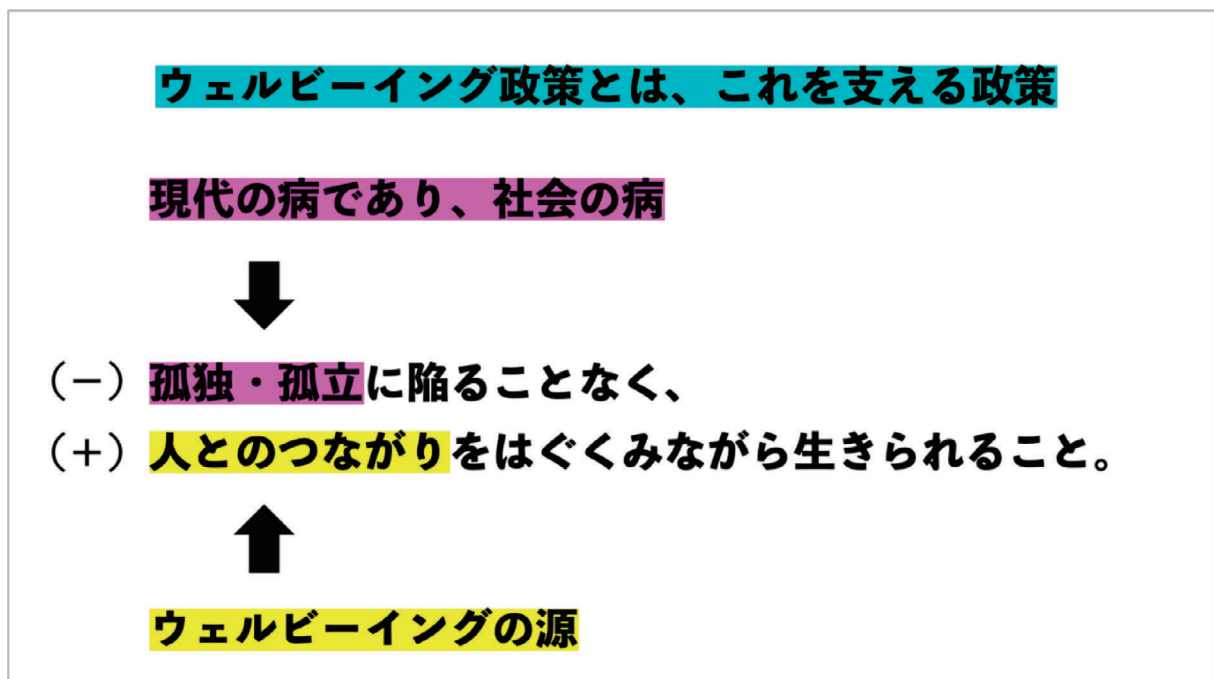 ウェルビーイング政策とは、これを支える政策
現代の病であり、社会の病
（−）孤独・孤立に陥ることなく、
（＋）人とのつながりをはぐくみながら生きられること。
ウェルビーイングの源